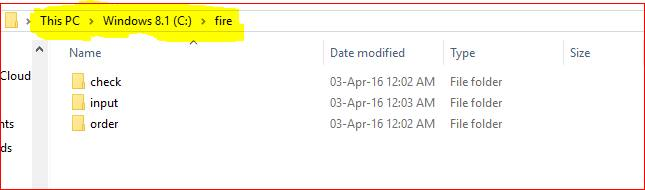 This PC > Windows 8.1 (C:) > fire
Name Date modified Type Size
Cloud
check 03-Apr-16 12:02 AM File folder
input 03-Apr-16 12:03 AM File folder
nts
order 03-Apr-16 12:02 AM File folder
ds